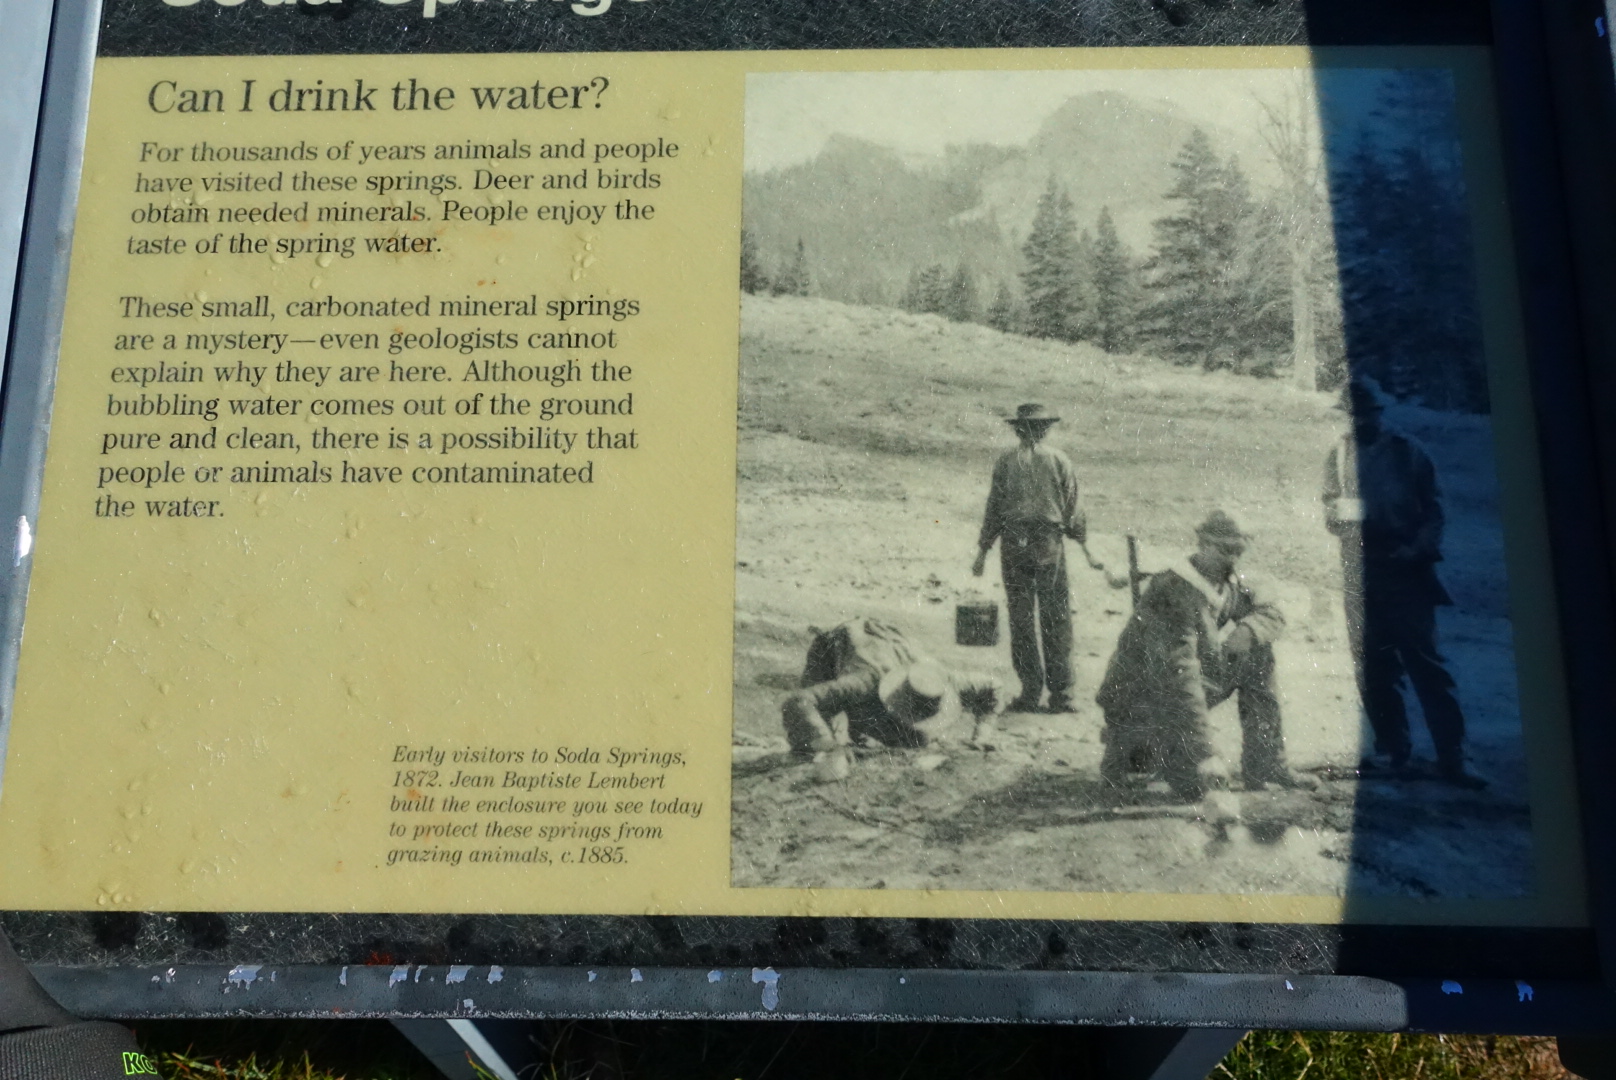 Soda Springs
Can I drink the water?
For thousands of years animals and people
have visited these springs. Deer and birds
obtain needed minerals. People enjoy the
taste of the spring water.
These small, carbonated mineral springs
are a mystery—even geologists cannot
explain why they are here. Although the
bubbling water comes out of the ground
pure and clean, there is a possibility that
people or animals have contaminated
the water.
Early visitors to Soda Springs,
1872. Jean Baptiste Lembert
built the enclosure you see today
to protect these springs from
grazing animals, c.1885.